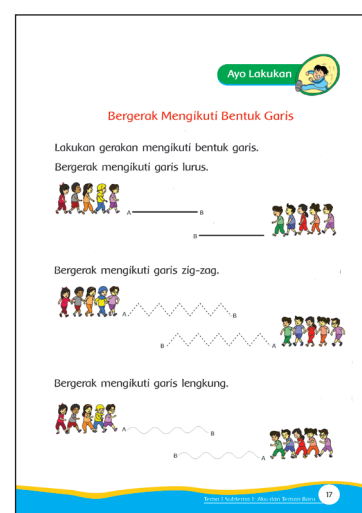 Ayo Lakukan
Bergerak Mengikuti Bentuk Garis
Lakukan gerakan mengikuti bentuk garis.
Bergerak mengikuti garis lurus.
A B
B
Bergerak mengikuti garis zig-zag.
A B
B A
Bergerak mengikuti garis lengkung.
A B
B A
Tema 1 Subtema 1: Aku dan Teman Baru 17